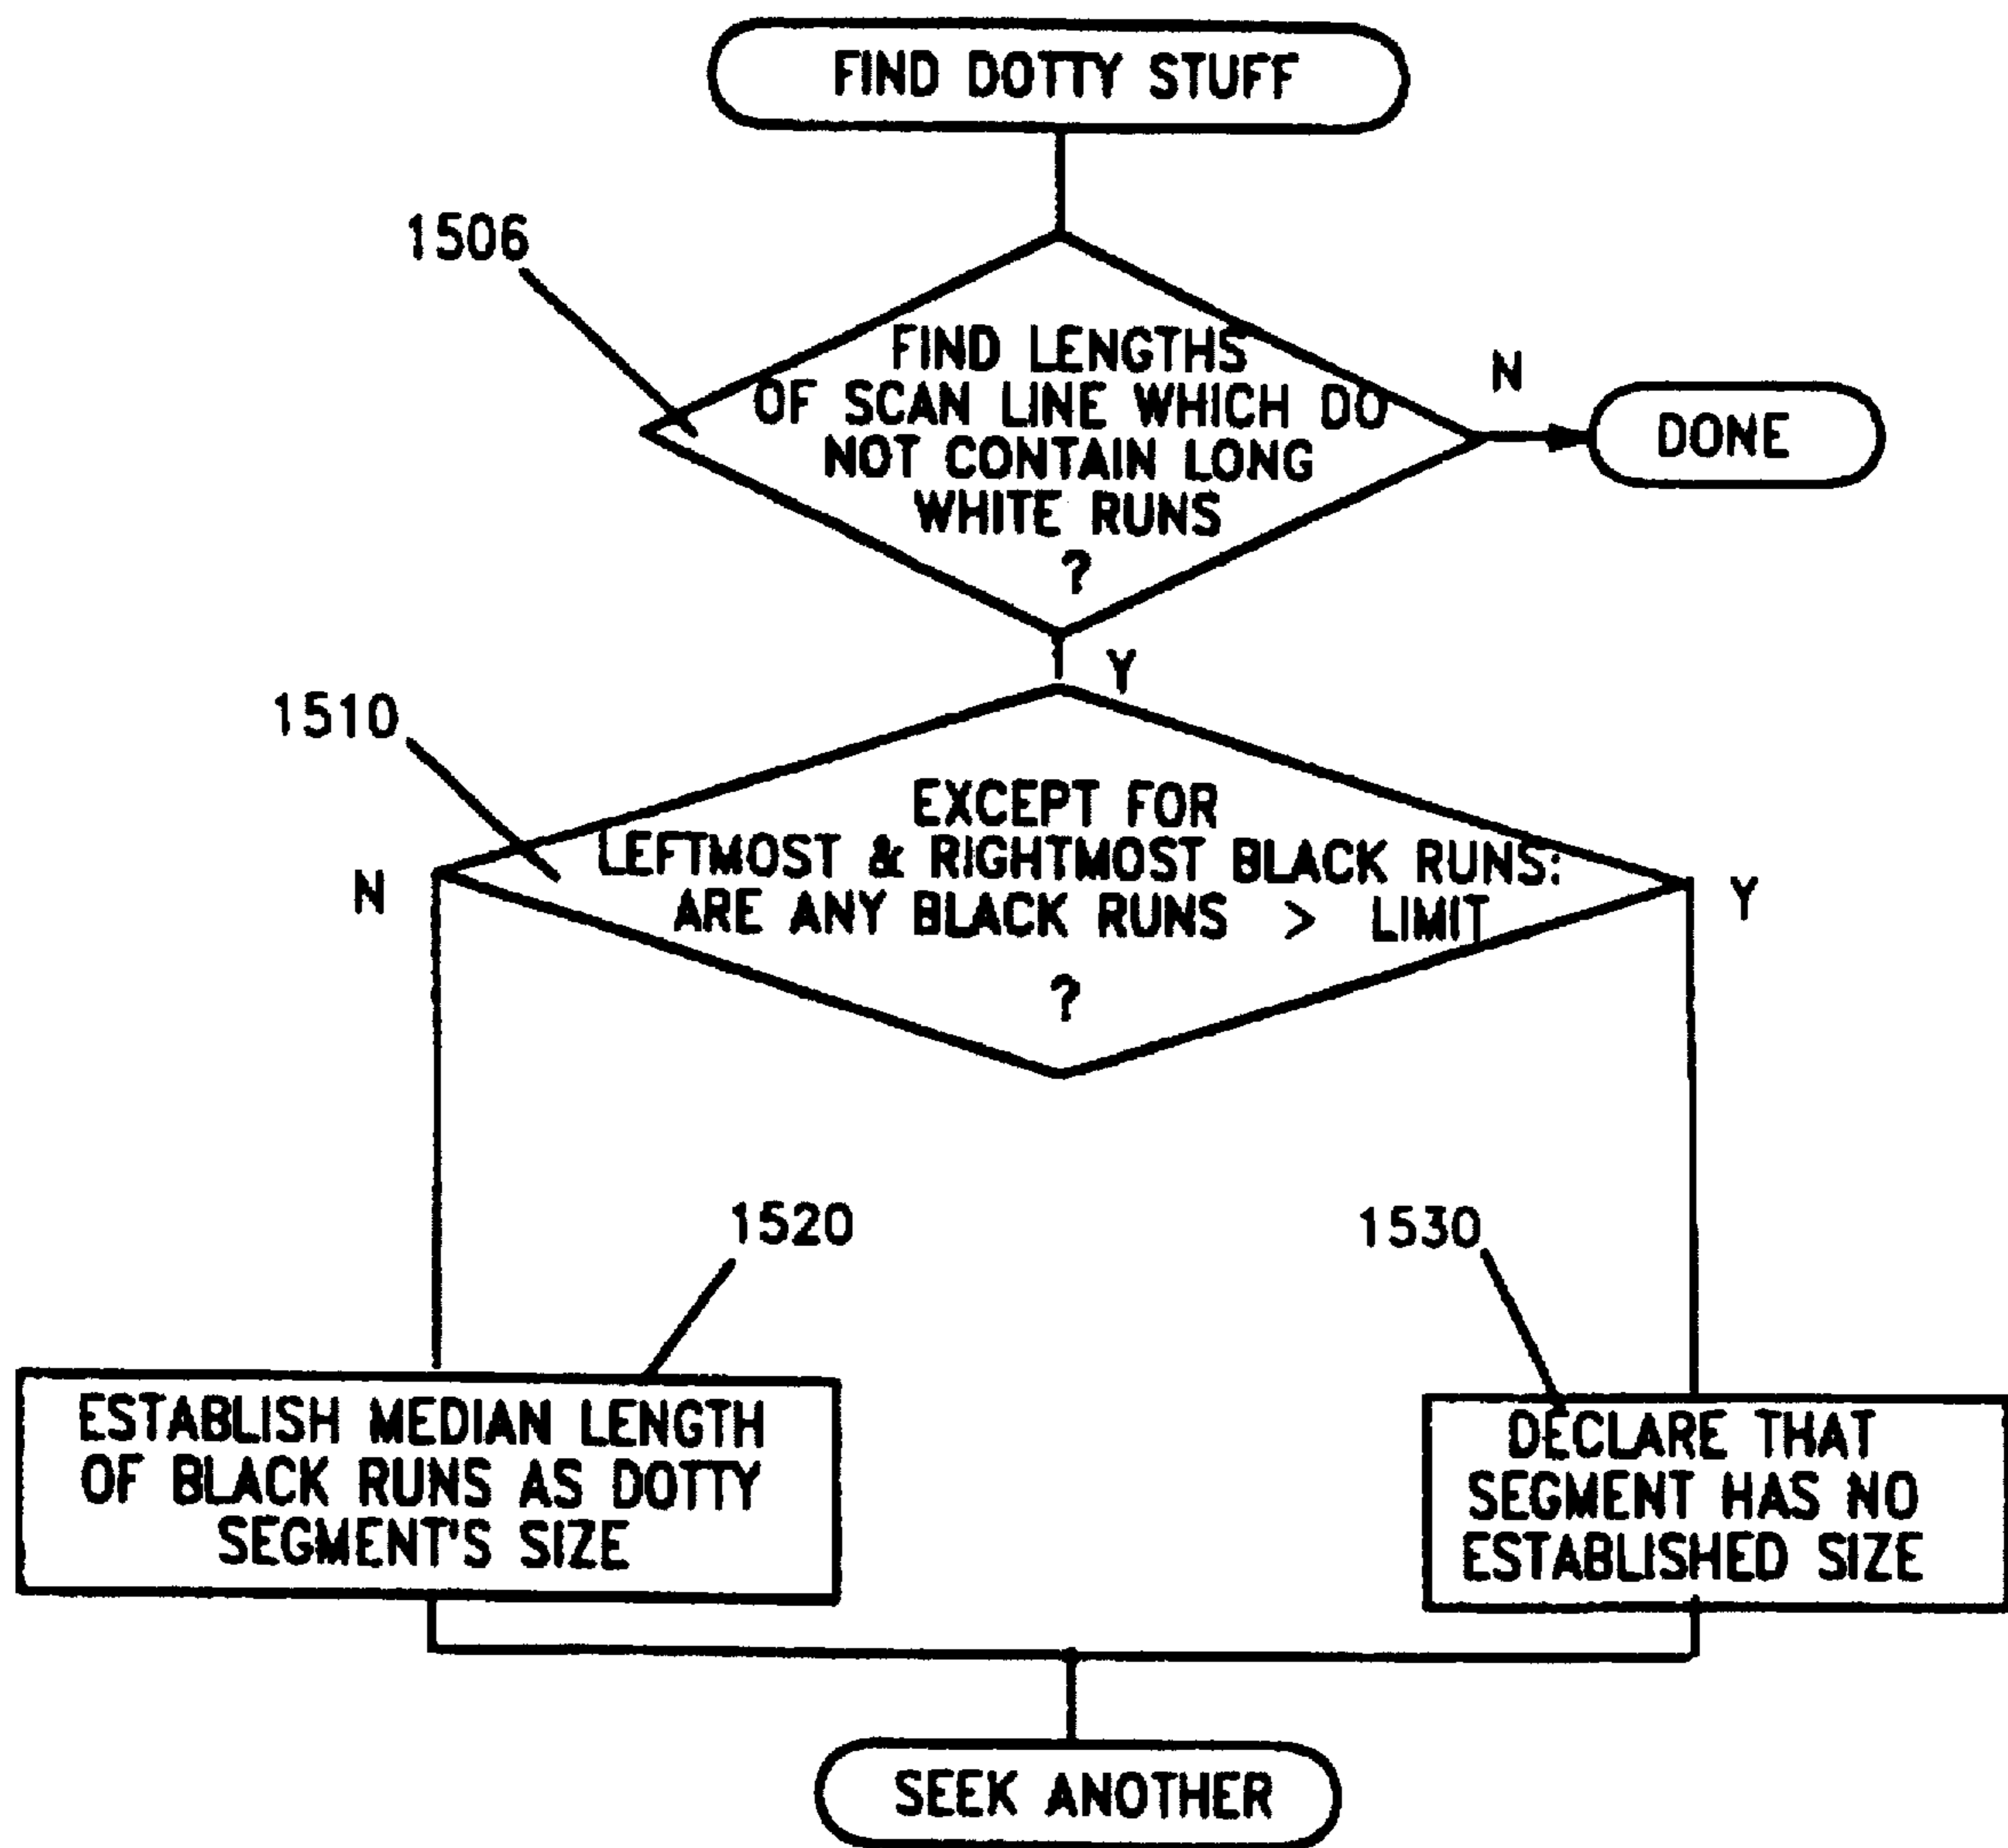 FIND DOTTY STUFF
1506
FIND LENGTHS
OF SCAN LINE WHICH DO
NOT CONTAIN LONG
WHITE RUNS
?
N
DONE
Y
1510
EXCEPT FOR
LEFTMOST & RIGHTMOST BLACK RUNS:
ARE ANY BLACK RUNS > LIMIT
?
N
Y
1520
1530
ESTABLISH MEDIAN LENGTH
OF BLACK RUNS AS DOTTY
SEGMENT'S SIZE
DECLARE THAT
SEGMENT HAS NO
ESTABLISHED SIZE
SEEK ANOTHER